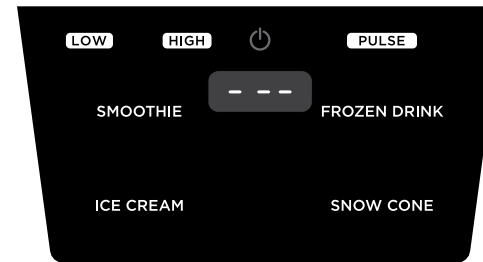 LOW HIGH PULSE
- - -
SMOOTHIE FROZEN DRINK
ICE CREAM SNOW CONE